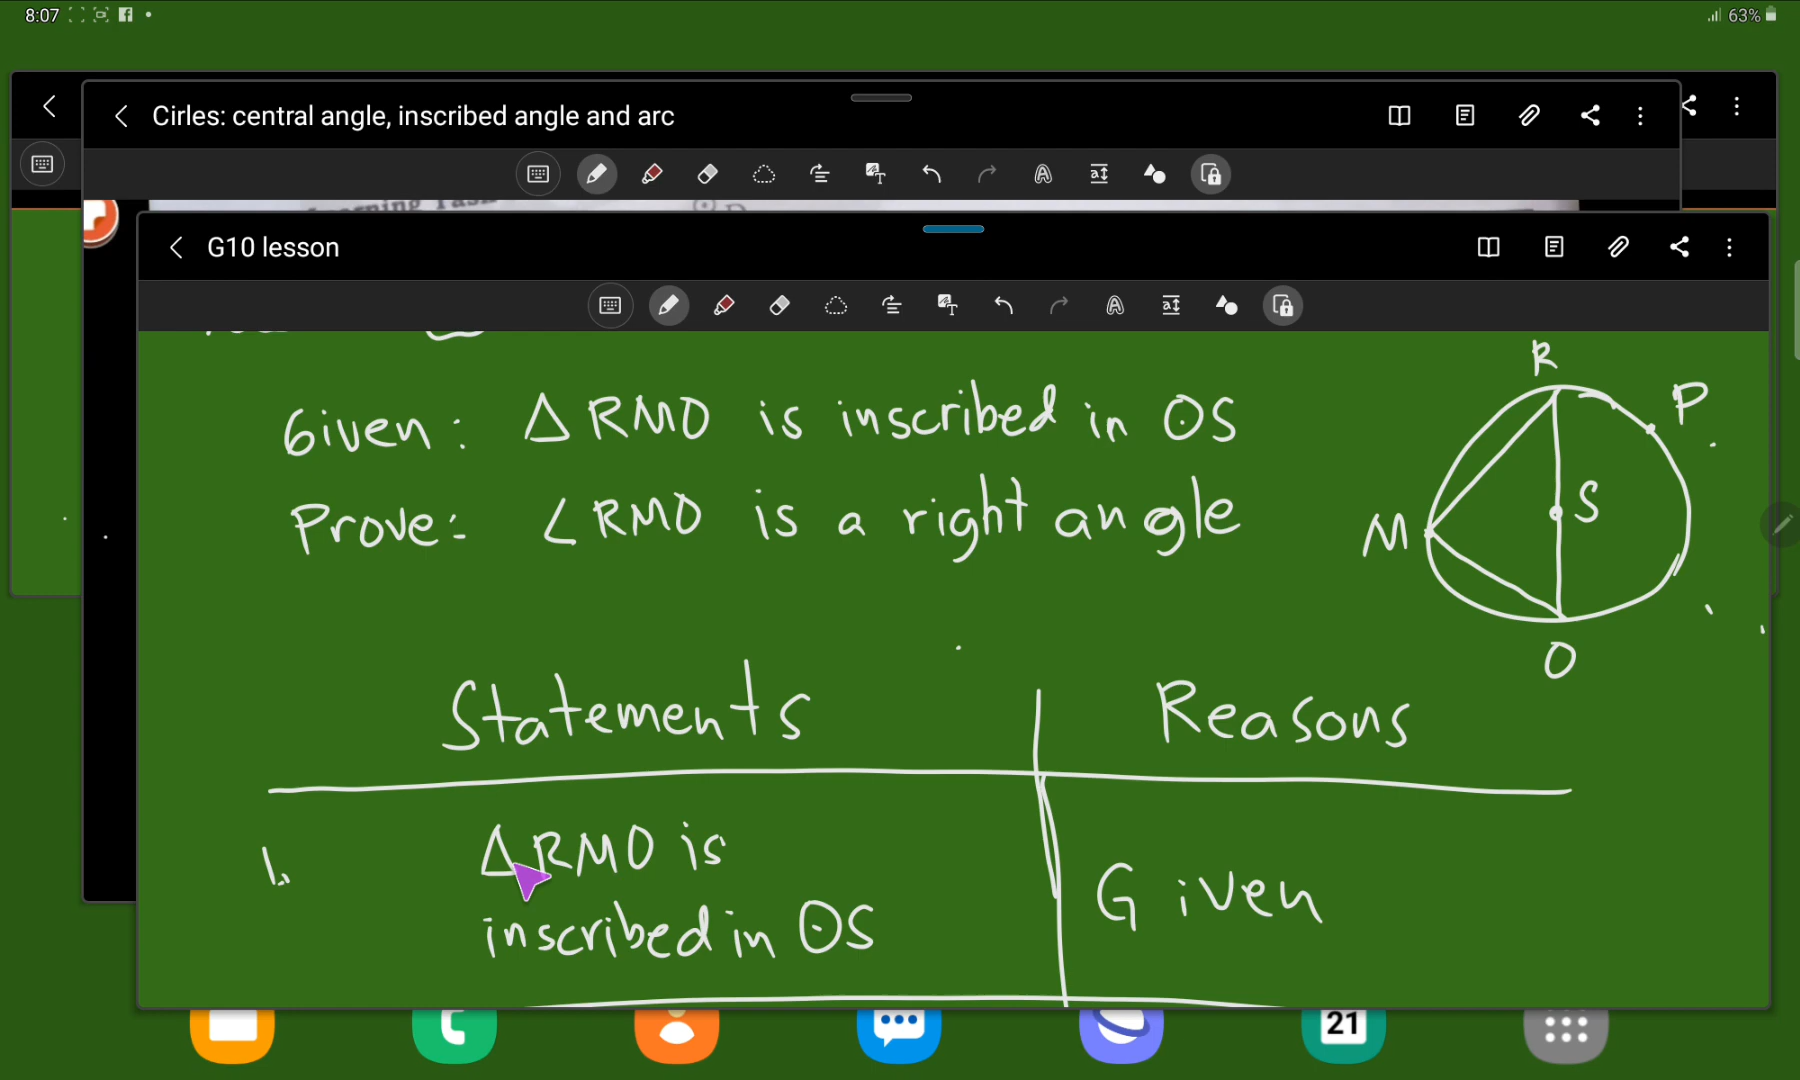 8:07
63%
Cirles: central angle, inscribed angle and arc
G10 lesson
Given: △ RMO is inscribed in ⊙S
Prove: ∠RMO is a right angle
R
P
M
S
O
Statements
Reasons
1.
△RMO is
inscribed in ⊙S
Given
21